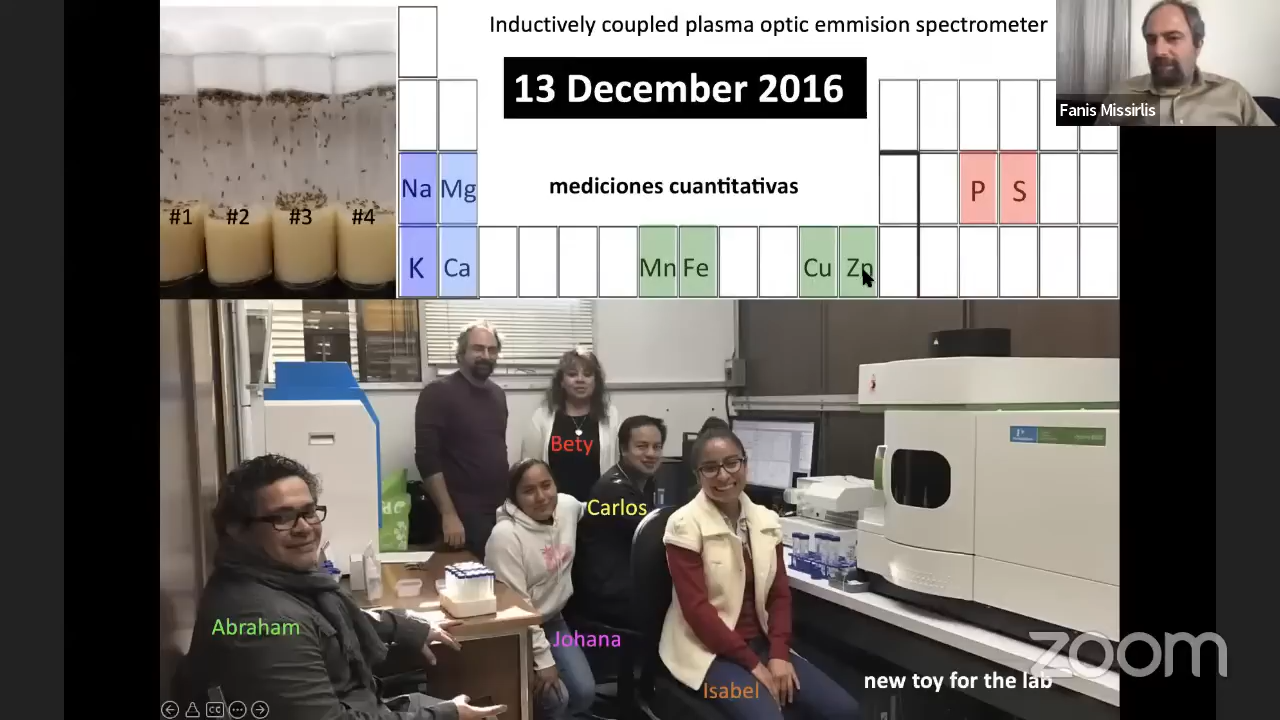 Inductively coupled plasma optic emmision spectrometer
13 December 2016
Fanis Missirlis
Na Mg
mediciones cuantitativas
P S
#1 #2 #3 #4
K Ca Mn Fe Cu Zn
Bety
Carlos
Abraham
Johana
Isabel
new toy for the lab
zoom
CC